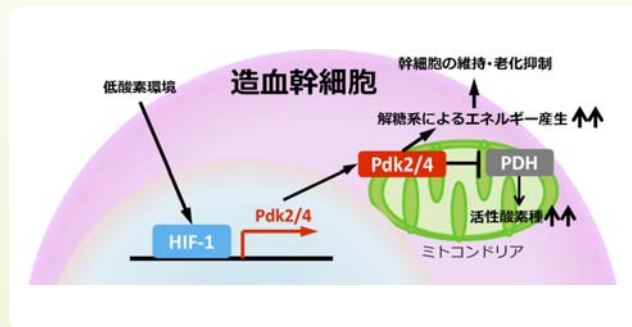 幹細胞の維持・老化抑制
低酸素環境
造血幹細胞
解糖系によるエネルギー産生
Pdk2/4
PDH
Pdk2/4
活性酸素種
HIF-1
ミトコンドリア